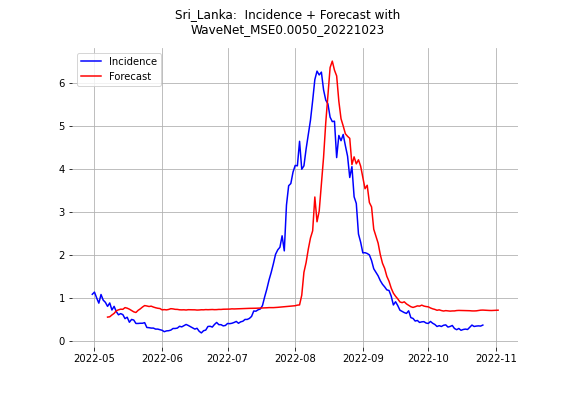 Sri_Lanka:  Incidence + Forecast with
WaveNet_MSE0.0050_20221023
Incidence
Forecast
6
5
4
3
2
1
0
2022-05 2022-06 2022-07 2022-08 2022-09 2022-10 2022-11